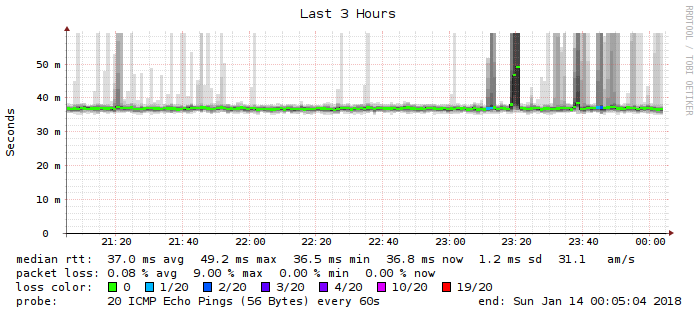 Last 3 Hours
RRDTOOL / TOBI OETIKER
Seconds
50 m
40 m
30 m
20 m
10 m
0
21:20 21:40 22:00 22:20 22:40 23:00 23:20 23:40 00:00
median rtt: 37.0 ms avg 49.2 ms max 36.5 ms min 36.8 ms now 1.2 ms sd 31.1 am/s
packet loss: 0.08 % avg 9.00 % max 0.00 % min 0.00 % now
loss color: 0 1/20 2/20 3/20 4/20 10/20 19/20
probe: 20 ICMP Echo Pings (56 Bytes) every 60s end: Sun Jan 14 00:05:04 2018